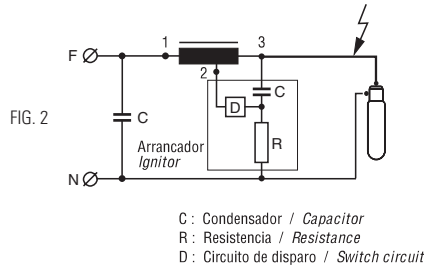 1
3
F
2
C
D
C
FIG. 2
Arrancador
Ignitor
R
N
C : Condensador / Capacitor
R : Resistencia / Resistance
D : Circuito de disparo / Switch circuit